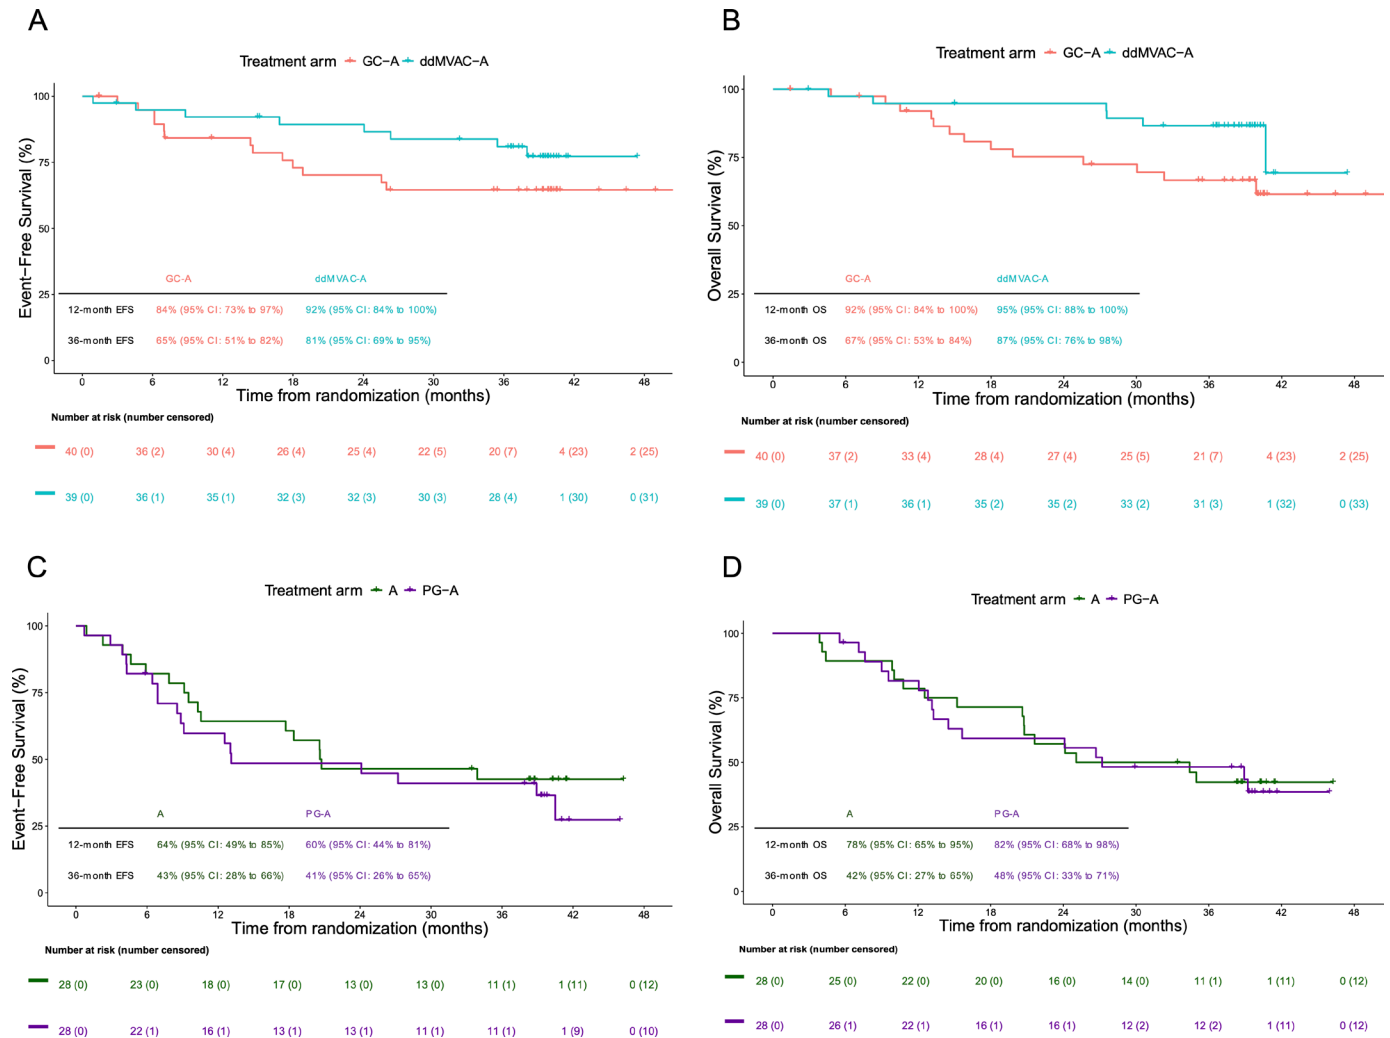 A
Treatment arm GC-A ddMVAC-A
Event-Free Survival (%)
100
75
50
25
0
GC-A ddMVAC-A
12-month EFS 84% (95% CI: 73% to 97%) 92% (95% CI: 84% to 100%)
36-month EFS 65% (95% CI: 51% to 82%) 81% (95% CI: 69% to 95%)
0 6 12 18 24 30 36 42 48
Time from randomization (months)
Number at risk (number censored)
40 (0) 36 (2) 30 (4) 26 (4) 25 (4) 22 (5) 20 (7) 4 (23) 2 (25)
39 (0) 36 (1) 35 (1) 32 (3) 32 (3) 30 (3) 28 (4) 1 (30) 0 (31)
B
Treatment arm GC-A ddMVAC-A
Overall Survival (%)
100
75
50
25
0
GC-A ddMVAC-A
12-month OS 92% (95% CI: 84% to 100%) 95% (95% CI: 88% to 100%)
36-month OS 67% (95% CI: 53% to 84%) 87% (95% CI: 76% to 98%)
0 6 12 18 24 30 36 42 48
Time from randomization (months)
Number at risk (number censored)
40 (0) 37 (2) 33 (4) 28 (4) 27 (4) 25 (5) 21 (7) 4 (23) 2 (25)
39 (0) 37 (1) 36 (1) 35 (2) 35 (2) 33 (2) 31 (3) 1 (32) 0 (33)
C
Treatment arm A PG-A
Event-Free Survival (%)
100
75
50
25
0
A PG-A
12-month EFS 64% (95% CI: 49% to 85%) 60% (95% CI: 44% to 81%)
36-month EFS 43% (95% CI: 28% to 66%) 41% (95% CI: 26% to 65%)
0 6 12 18 24 30 36 42 48
Time from randomization (months)
Number at risk (number censored)
28 (0) 23 (0) 18 (0) 17 (0) 13 (0) 13 (0) 11 (1) 1 (11) 0 (12)
28 (0) 22 (1) 16 (1) 13 (1) 13 (1) 11 (1) 11 (1) 1 (9) 0 (10)
D
Treatment arm A PG-A
Overall Survival (%)
100
75
50
25
0
A PG-A
12-month OS 78% (95% CI: 65% to 95%) 82% (95% CI: 68% to 98%)
36-month OS 42% (95% CI: 27% to 65%) 48% (95% CI: 33% to 71%)
0 6 12 18 24 30 36 42 48
Time from randomization (months)
Number at risk (number censored)
28 (0) 25 (0) 22 (0) 20 (0) 16 (0) 14 (0) 11 (1) 1 (11) 0 (12)
28 (0) 26 (1) 22 (1) 16 (1) 16 (1) 12 (2) 12 (2) 1 (11) 0 (12)